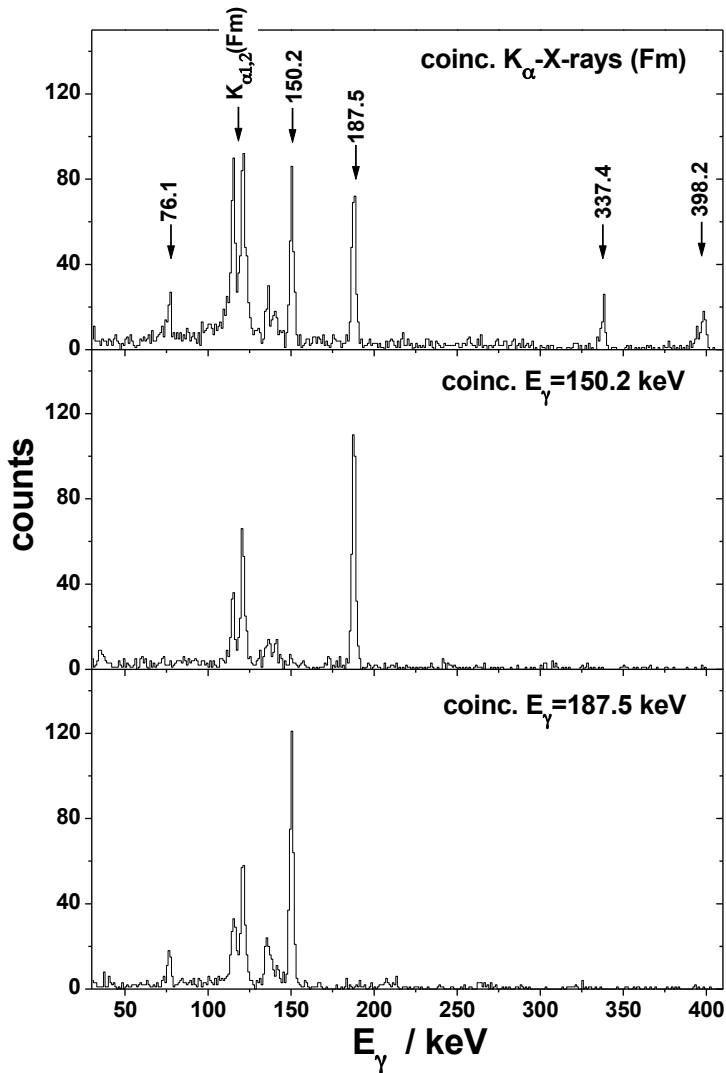 coinc. Kα-X-rays (Fm)
76.1
Kα1,2(Fm)
150.2
187.5
337.4
398.2
120
80
40
0
coinc. Eγ=150.2 keV
120
80
40
0
counts
coinc. Eγ=187.5 keV
120
80
40
0
50 100 150 200 250 300 350 400
Eγ / keV